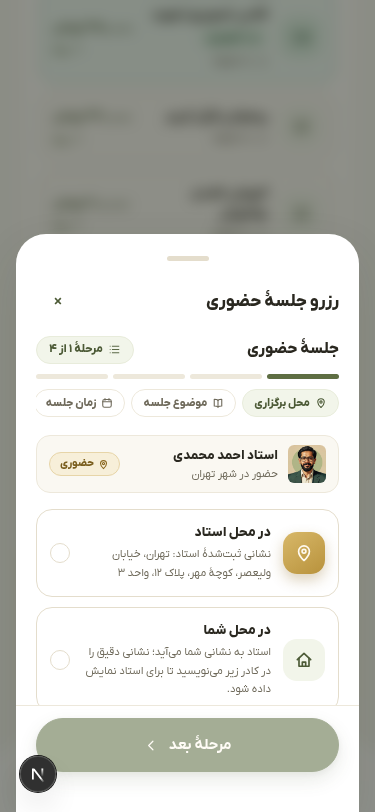 رزرو جلسهٔ حضوری
×
جلسهٔ حضوری
مرحلهٔ ۱ از ۴
محل برگزاری
موضوع جلسه
زمان جلسه
استاد احمد محمدی
حضور در شهر تهران
حضوری
در محل استاد
نشانی ثبت‌شدهٔ استاد: تهران، خیابان
ولیعصر، کوچهٔ مهر، پلاک ۱۲، واحد ۳
در محل شما
استاد به نشانی شما می‌آید؛ نشانی دقیق را
در کادر زیر می‌نویسید تا برای استاد نمایش
داده شود.
مرحلهٔ بعد
N